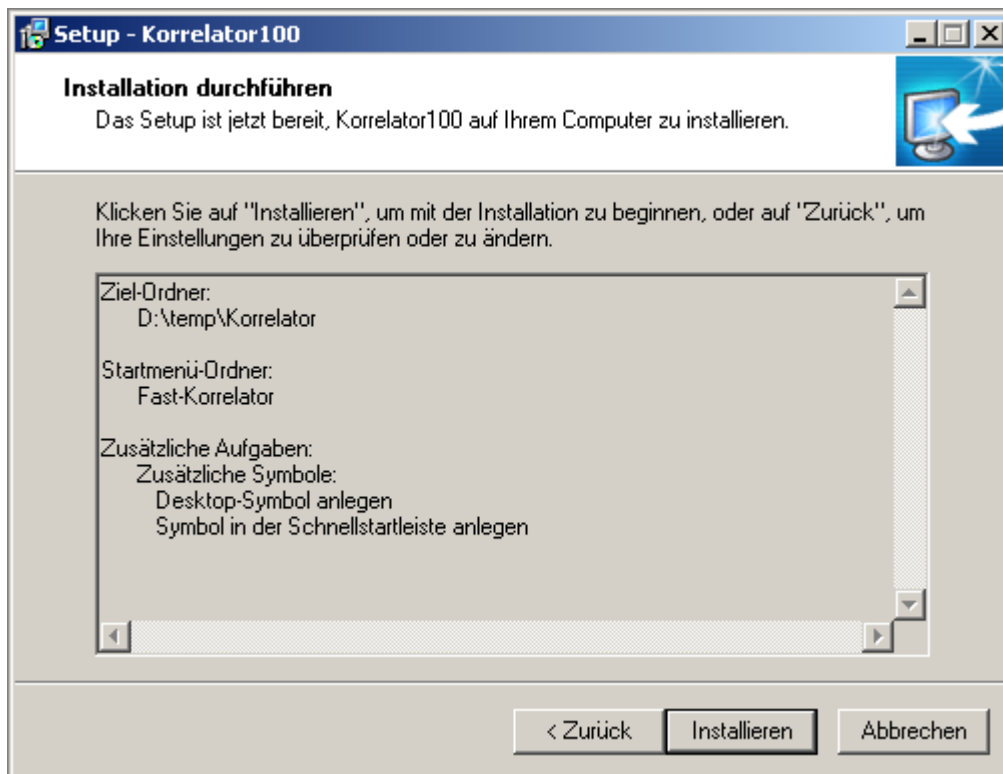 Setup - Korrelator100
Installation durchführen
Das Setup ist jetzt bereit, Korrelator100 auf Ihrem Computer zu installieren.
Klicken Sie auf "Installieren", um mit der Installation zu beginnen, oder auf "Zurück", um
Ihre Einstellungen zu überprüfen oder zu ändern.
Ziel-Ordner:
D:\temp\Korrelator
Startmenü-Ordner:
Fast-Korrelator
Zusätzliche Aufgaben:
Zusätzliche Symbole:
Desktop-Symbol anlegen
Symbol in der Schnellstartleiste anlegen
< Zurück
Installieren
Abbrechen